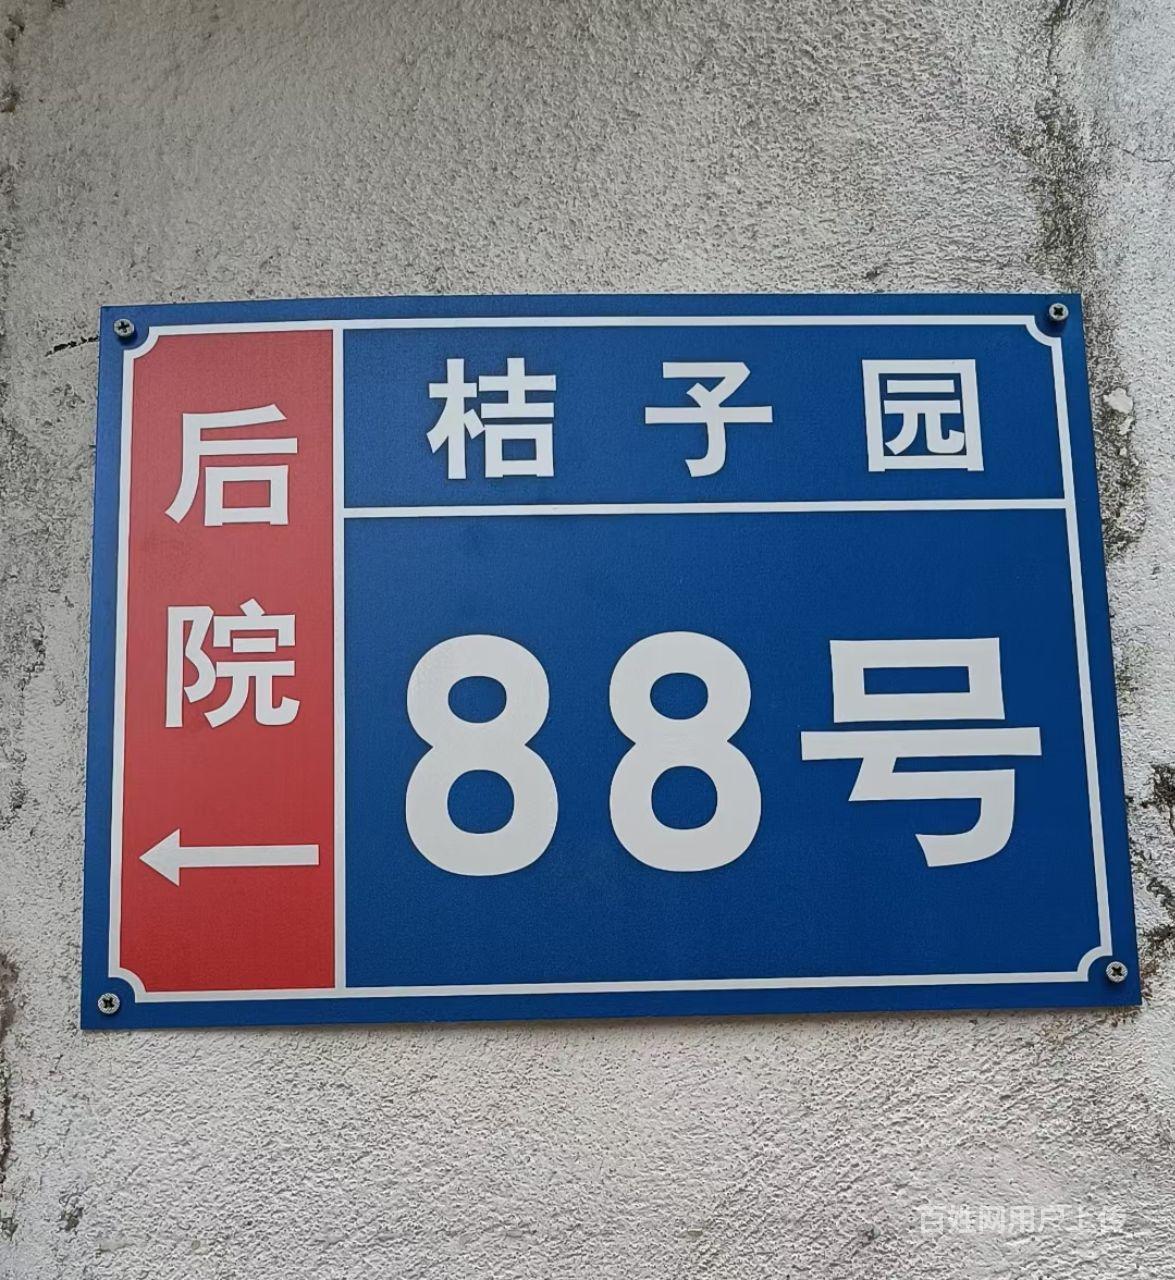 后院
←
桔子园
88号
百姓网用户上传